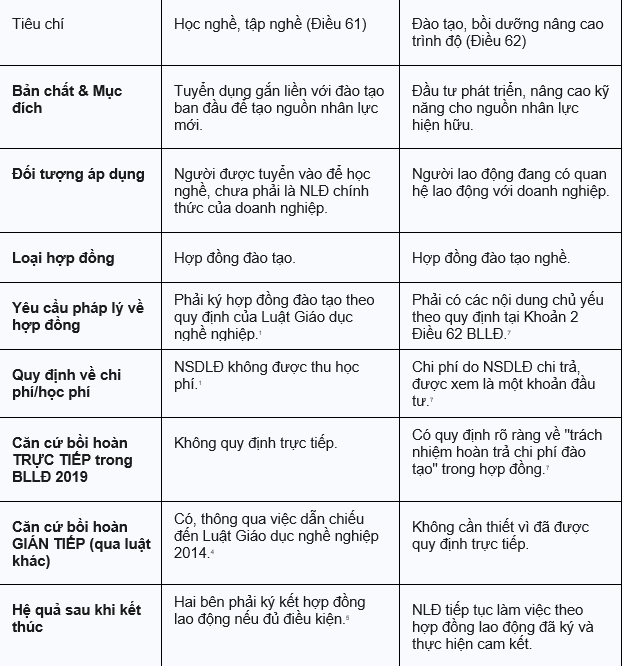 Tiêu chí
Học nghề, tập nghề (Điều 61)
Đào tạo, bồi dưỡng nâng cao
trình độ (Điều 62)
Bản chất & Mục
đích
Tuyển dụng gắn liền với đào tạo
ban đầu để tạo nguồn nhân lực
mới.
Đầu tư phát triển, nâng cao kỹ
năng cho nguồn nhân lực
hiện hữu.
Đối tượng áp dụng
Người được tuyển vào để học
nghề, chưa phải là NLĐ chính
thức của doanh nghiệp.
Người lao động đang có quan
hệ lao động với doanh nghiệp.
Loại hợp đồng
Hợp đồng đào tạo.
Hợp đồng đào tạo nghề.
Yêu cầu pháp lý về
hợp đồng
Phải ký hợp đồng đào tạo theo
quy định của Luật Giáo dục
nghề nghiệp.¹
Phải có các nội dung chủ yếu
theo quy định tại Khoản 2
Điều 62 BLLĐ.⁷
Quy định về chi
phí/học phí
NSDLĐ không được thu học
phí.¹
Chi phí do NSDLĐ chi trả,
được xem là một khoản đầu
tư.⁷
Căn cứ bồi hoàn
TRỰC TIẾP trong
BLLĐ 2019
Không quy định trực tiếp.
Có quy định rõ ràng về "trách
nhiệm hoàn trả chi phí đào
tạo" trong hợp đồng.⁷
Căn cứ bồi hoàn
GIÁN TIẾP (qua luật
khác)
Có, thông qua việc dẫn chiếu
đến Luật Giáo dục nghề nghiệp
2014.⁴
Không cần thiết vì đã được
quy định trực tiếp.
Hệ quả sau khi kết
thúc
Hai bên phải ký kết hợp đồng
lao động nếu đủ điều kiện.⁵
NLĐ tiếp tục làm việc theo
hợp đồng lao động đã ký và
thực hiện cam kết.